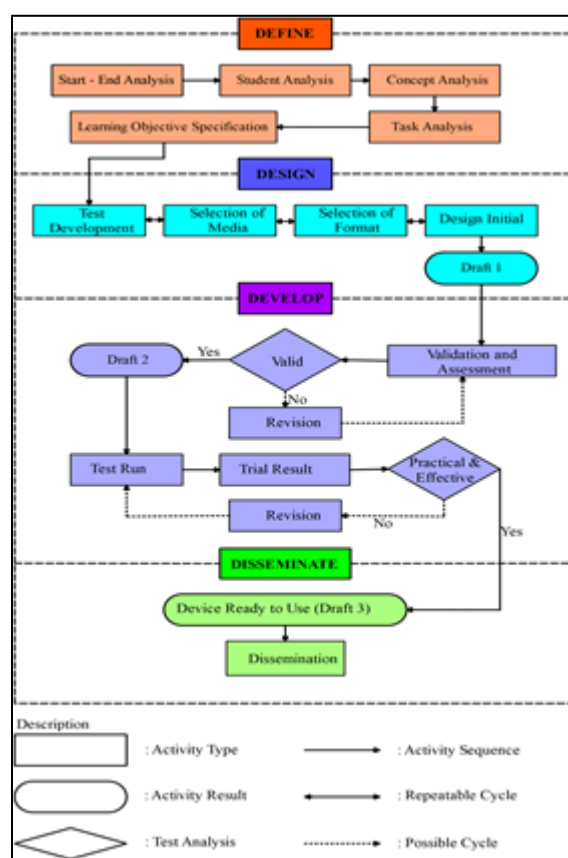 DEFINE
Start - End Analysis
Student Analysis
Concept Analysis
Learning Objective Specification
Task Analysis
DESIGN
Test
Development
Selection of
Media
Selection of
Format
Design Initial
Draft 1
DEVELOP
Draft 2
Yes
Valid
Validation and
Assessment
No
Revision
Test Run
Trial Result
Practical &
Effective
Revision
No
Yes
DISSEMINATE
Device Ready to Use (Draft 3)
Dissemination
Description
: Activity Type
: Activity Sequence
: Activity Result
: Repeatable Cycle
: Test Analysis
: Possible Cycle